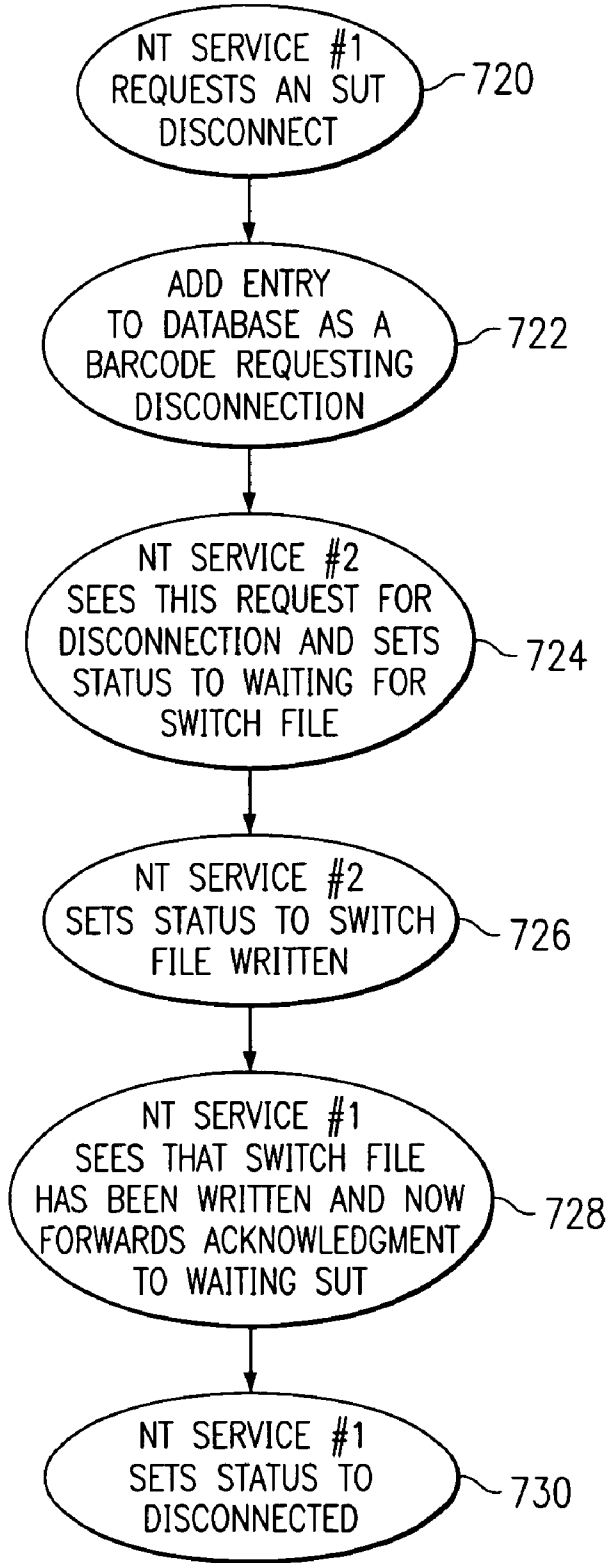 NT SERVICE #1
REQUESTS AN SUT
DISCONNECT
720
ADD ENTRY
TO DATABASE AS A
BARCODE REQUESTING
DISCONNECTION
722
NT SERVICE #2
SEES THIS REQUEST FOR
DISCONNECTION AND SETS
STATUS TO WAITING FOR
SWITCH FILE
724
NT SERVICE #2
SETS STATUS TO SWITCH
FILE WRITTEN
726
NT SERVICE #1
SEES THAT SWITCH FILE
HAS BEEN WRITTEN AND NOW
FORWARDS ACKNOWLEDGMENT
TO WAITING SUT
728
NT SERVICE #1
SETS STATUS TO
DISCONNECTED
730